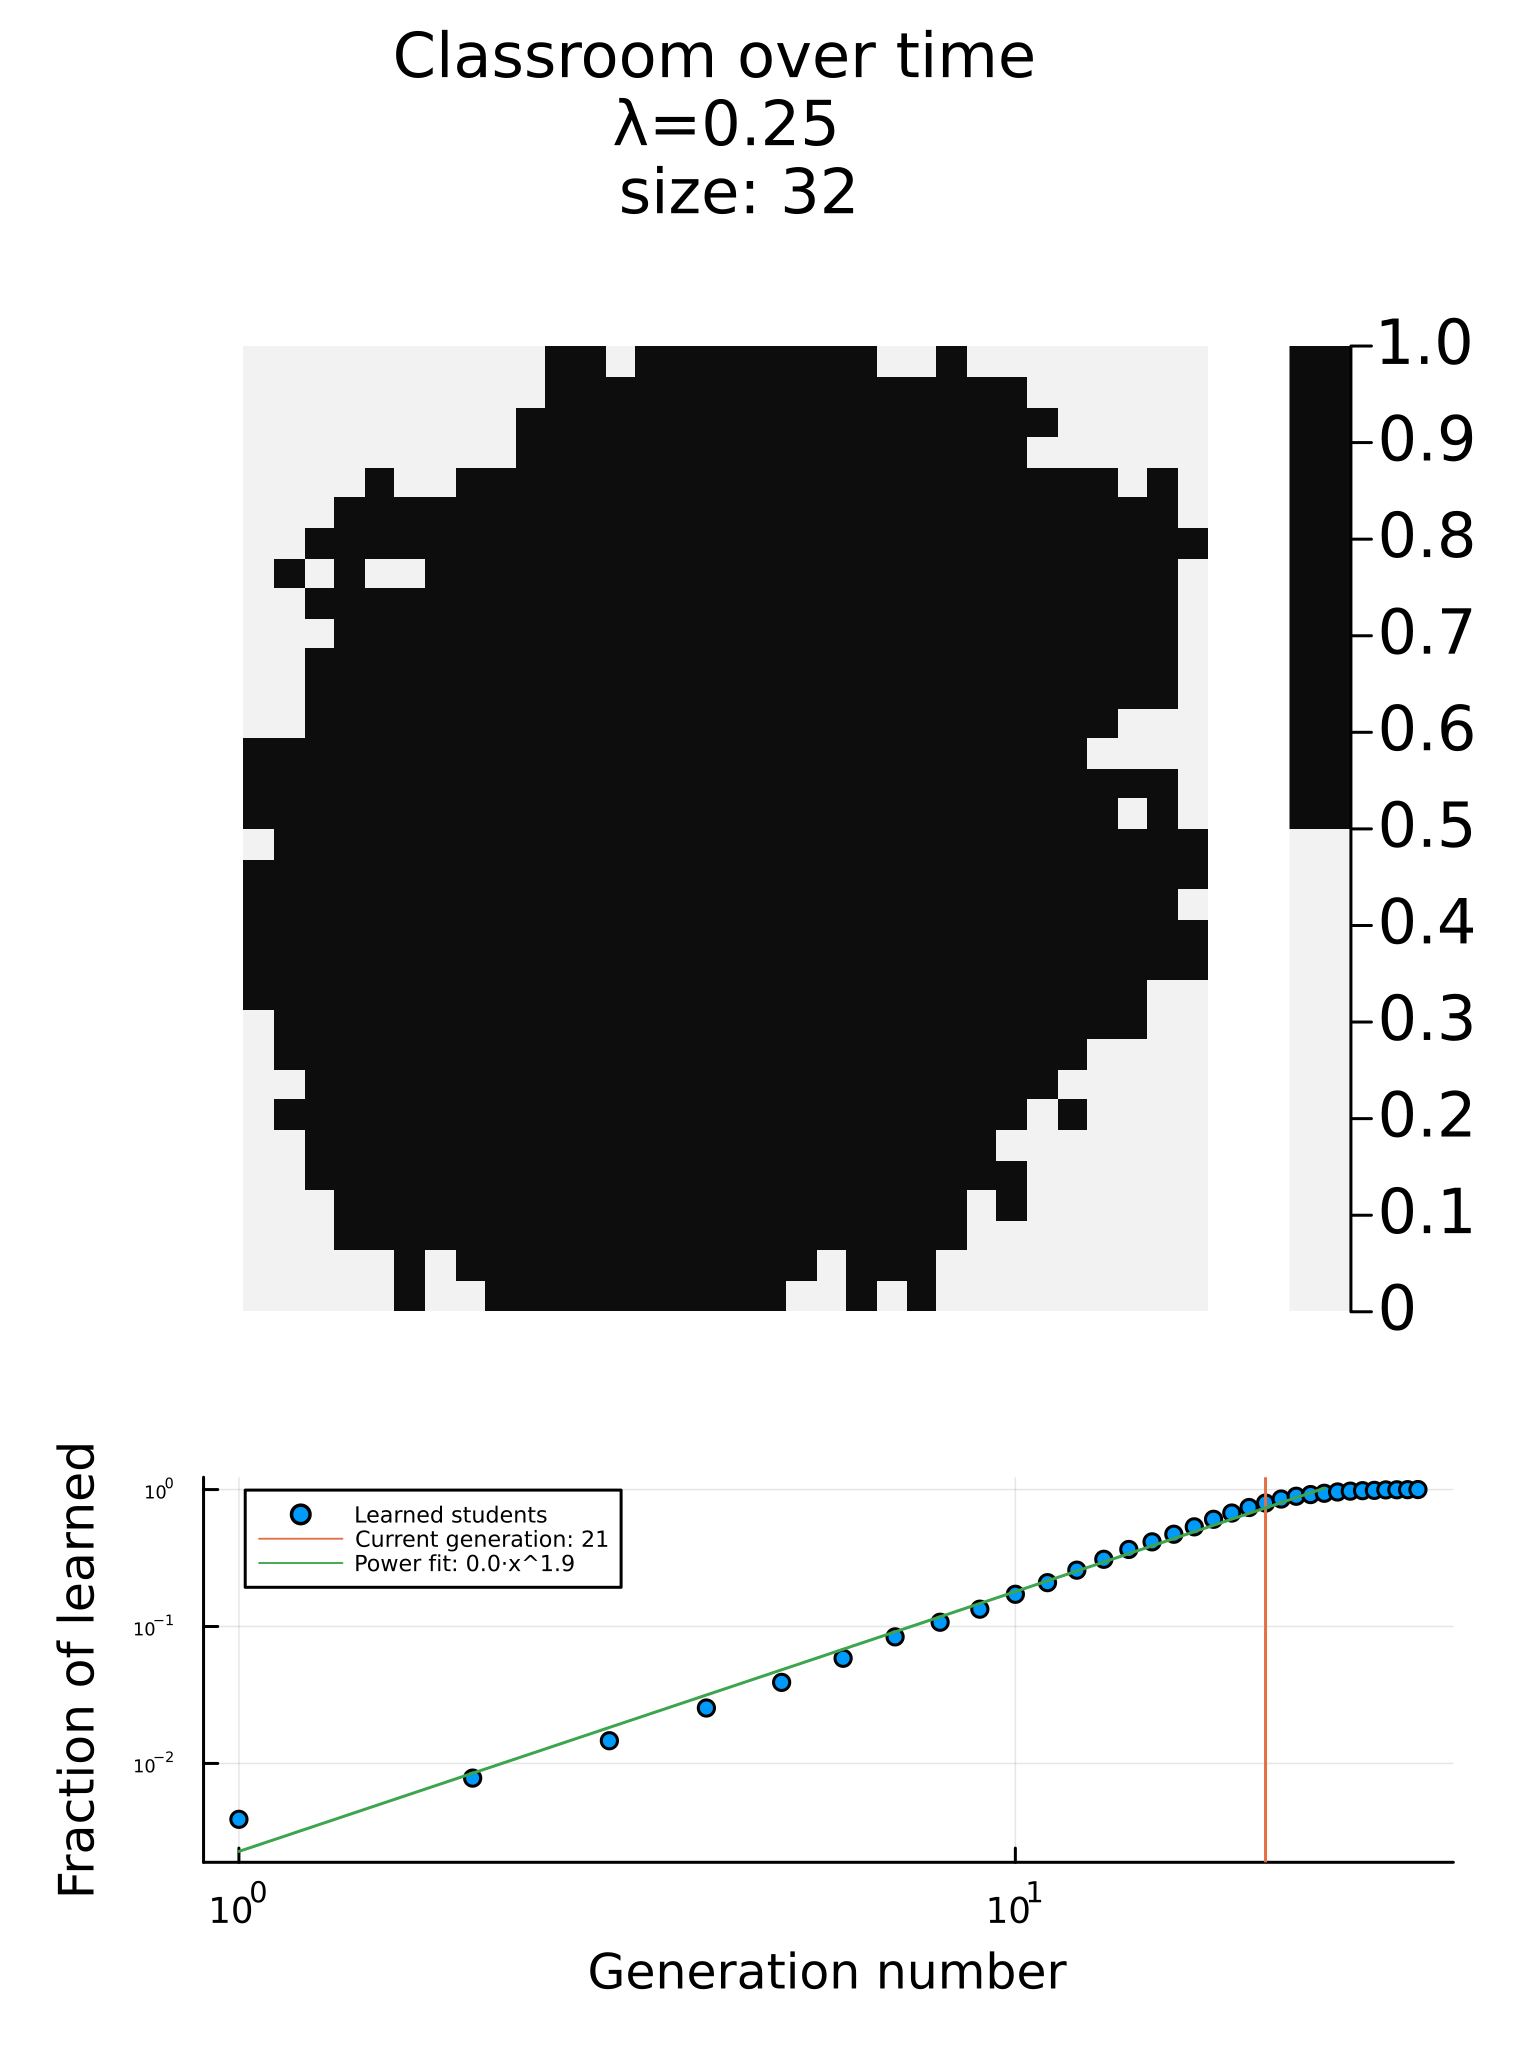 Classroom over time
λ=0.25
size: 32
1.0
0.9
0.8
0.7
0.6
0.5
0.4
0.3
0.2
0.1
0
Fraction of learned
10^0
10^-1
10^-2
Learned students
Current generation: 21
Power fit: 0.0·x^1.9
10^0
10^1
Generation number